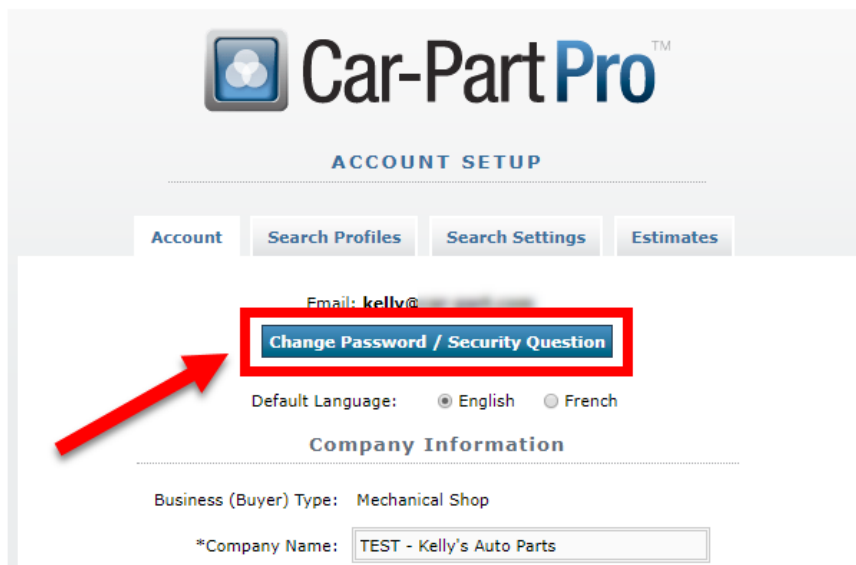 Car-Part Pro™
ACCOUNT SETUP
Account Search Profiles Search Settings Estimates
Email: kelly@
Change Password / Security Question
Default Language: English French
Company Information
Business (Buyer) Type: Mechanical Shop
*Company Name: TEST - Kelly's Auto Parts